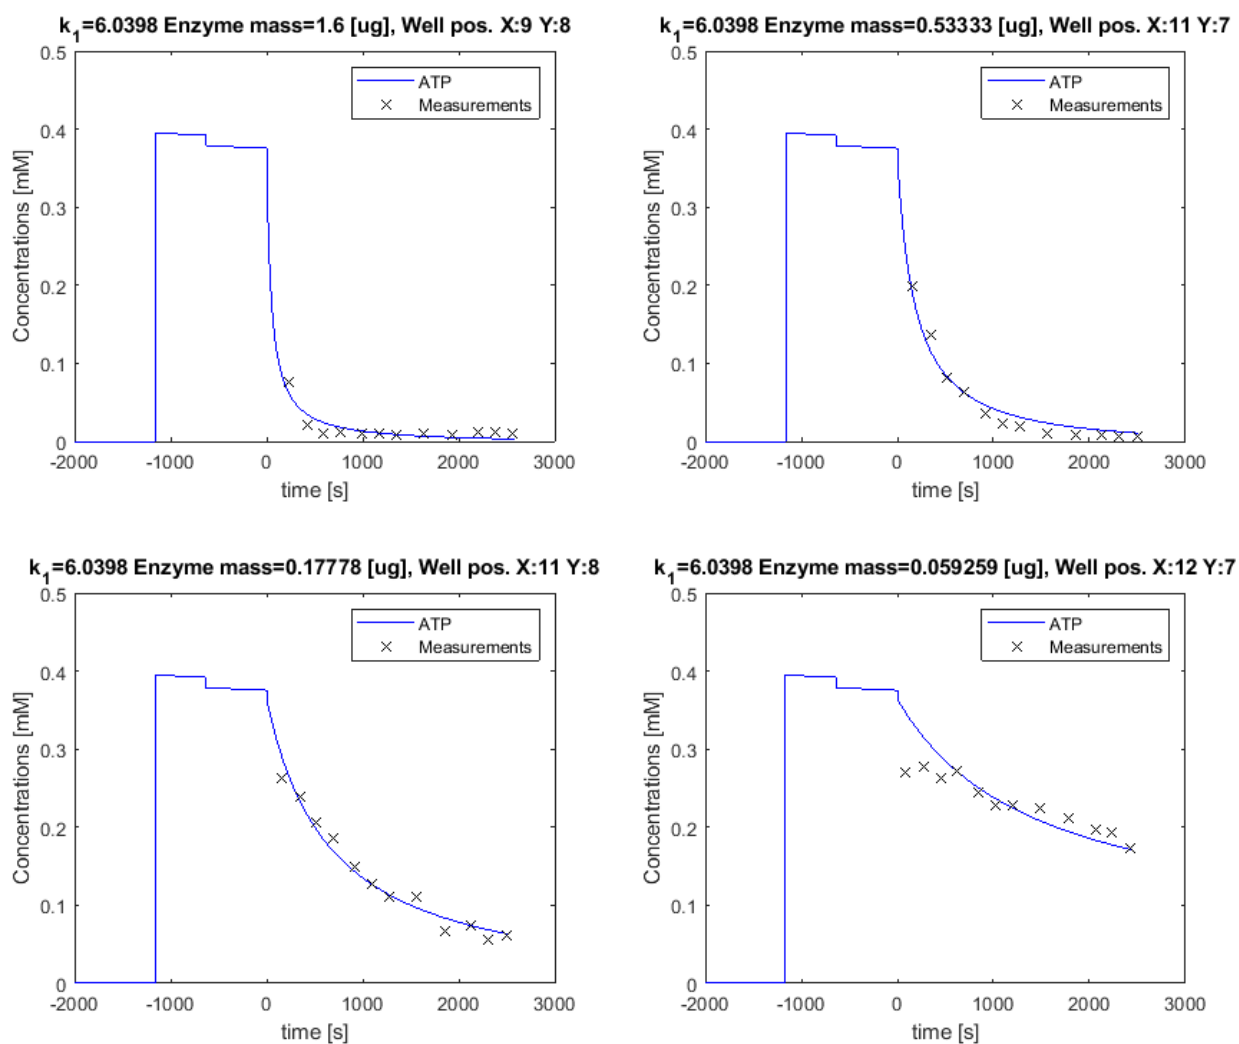 k1=6.0398 Enzyme mass=1.6 [ug], Well pos. X:9 Y:8
0.5
0.4
0.3
0.2
0.1
0
Concentrations [mM]
ATP
Measurements
-2000 -1000 0 1000 2000 3000
time [s]
k1=6.0398 Enzyme mass=0.53333 [ug], Well pos. X:11 Y:7
0.5
0.4
0.3
0.2
0.1
0
Concentrations [mM]
ATP
Measurements
-2000 -1000 0 1000 2000 3000
time [s]
k1=6.0398 Enzyme mass=0.17778 [ug], Well pos. X:11 Y:8
0.5
0.4
0.3
0.2
0.1
0
Concentrations [mM]
ATP
Measurements
-2000 -1000 0 1000 2000 3000
time [s]
k1=6.0398 Enzyme mass=0.059259 [ug], Well pos. X:12 Y:7
0.5
0.4
0.3
0.2
0.1
0
Concentrations [mM]
ATP
Measurements
-2000 -1000 0 1000 2000 3000
time [s]